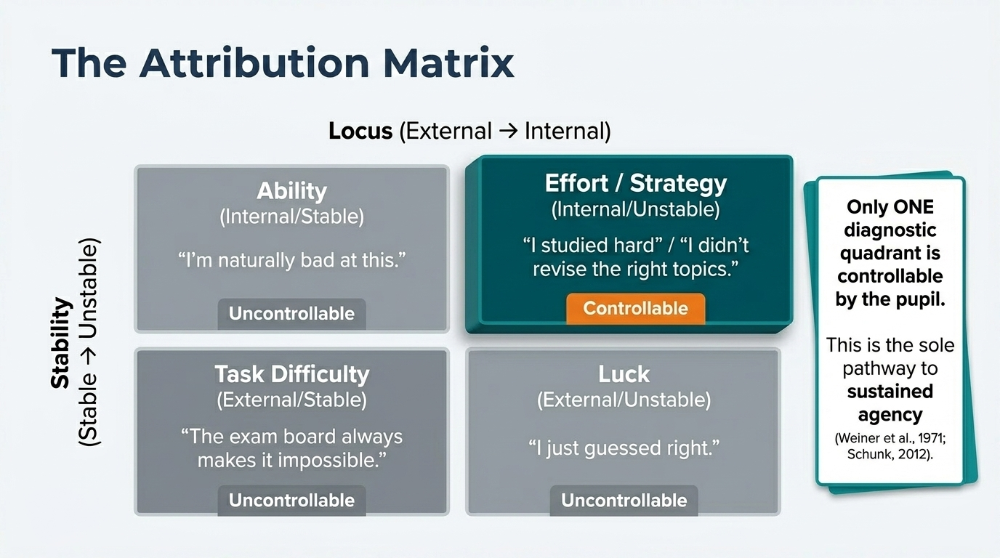 The Attribution Matrix
Locus (External → Internal)
Stability
(Stable → Unstable)
Ability
(Internal/Stable)
“I’m naturally bad at this.”
Uncontrollable
Effort / Strategy
(Internal/Unstable)
“I studied hard” / “I didn’t
revise the right topics.”
Controllable
Task Difficulty
(External/Stable)
“The exam board always
makes it impossible.”
Uncontrollable
Luck
(External/Unstable)
“I just guessed right.”
Uncontrollable
Only ONE
diagnostic
quadrant is
controllable
by the pupil.
This is the sole
pathway to
sustained
agency
(Weiner et al., 1971;
Schunk, 2012).